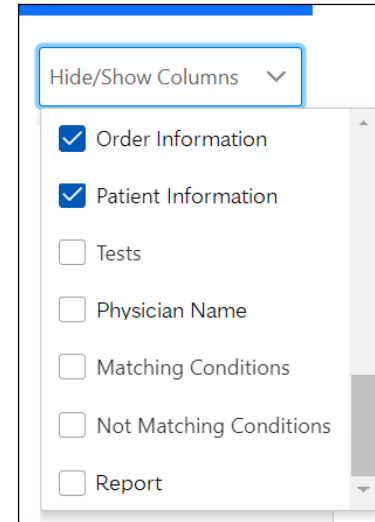 Hide/Show Columns
Order Information
Patient Information
Tests
Physician Name
Matching Conditions
Not Matching Conditions
Report